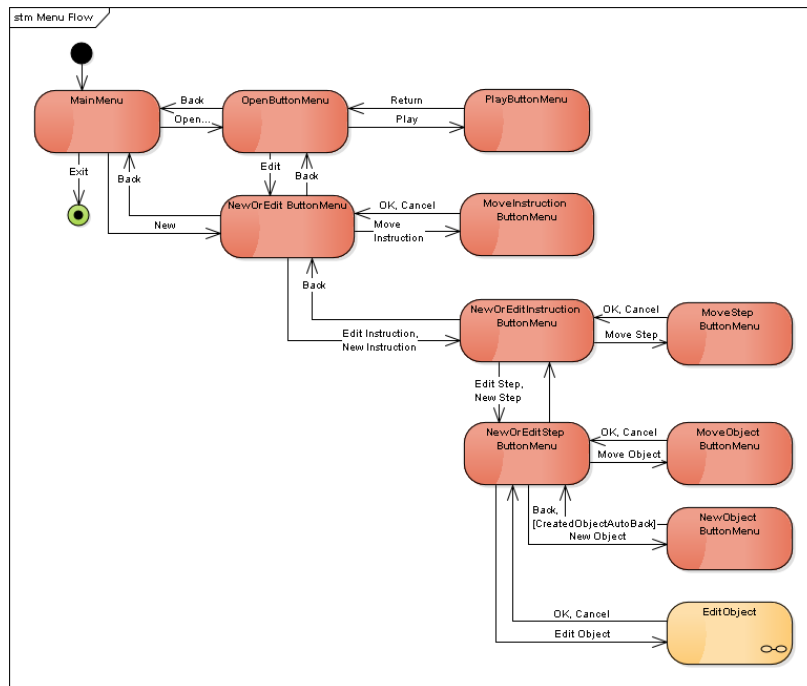 stm Menu Flow
MainMenu
Back
Open...
OpenButtonMenu
Return
Play
PlayButtonMenu
Exit
Back
New
Edit
Back
NewOrEdit ButtonMenu
OK, Cancel
Move
Instruction
MoveInstruction
ButtonMenu
Back
Edit Instruction,
New Instruction
NewOrEditInstruction
ButtonMenu
OK, Cancel
Move Step
MoveStep
ButtonMenu
Edit Step,
New Step
NewOrEditStep
ButtonMenu
OK, Cancel
Move Object
MoveObject
ButtonMenu
Back,
[CreatedObjectAutoBack]
New Object
NewObject
ButtonMenu
OK, Cancel
Edit Object
EditObject